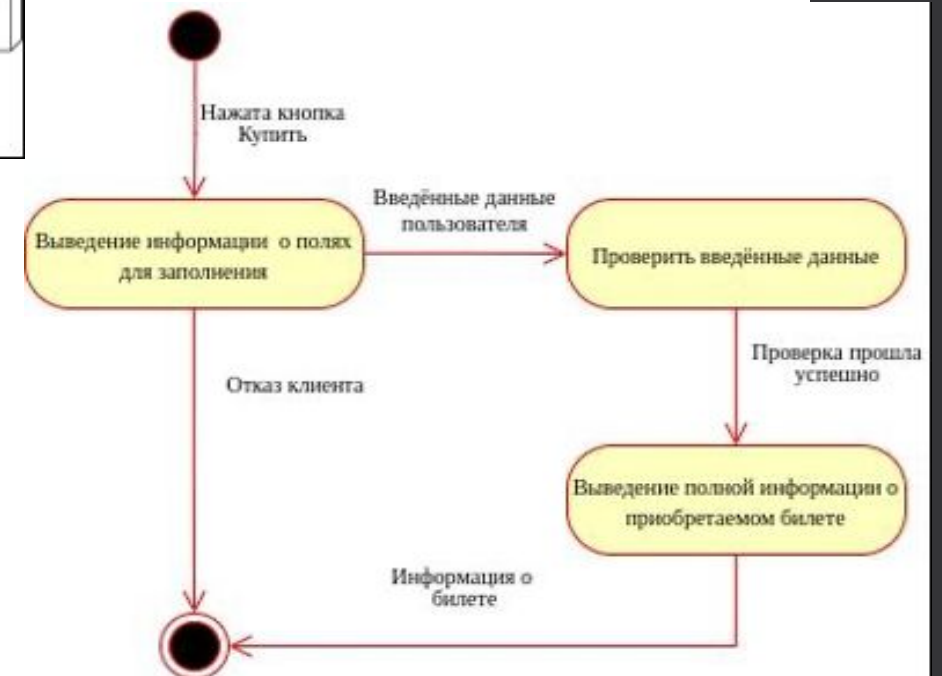 Нажата кнопка
Купить
Введённые данные
пользователя
Выведение информации о полях
для заполнения
Проверить введённые данные
Проверка прошла
успешно
Отказ клиента
Выведение полной информации о
приобретаемом билете
Информация о
билете